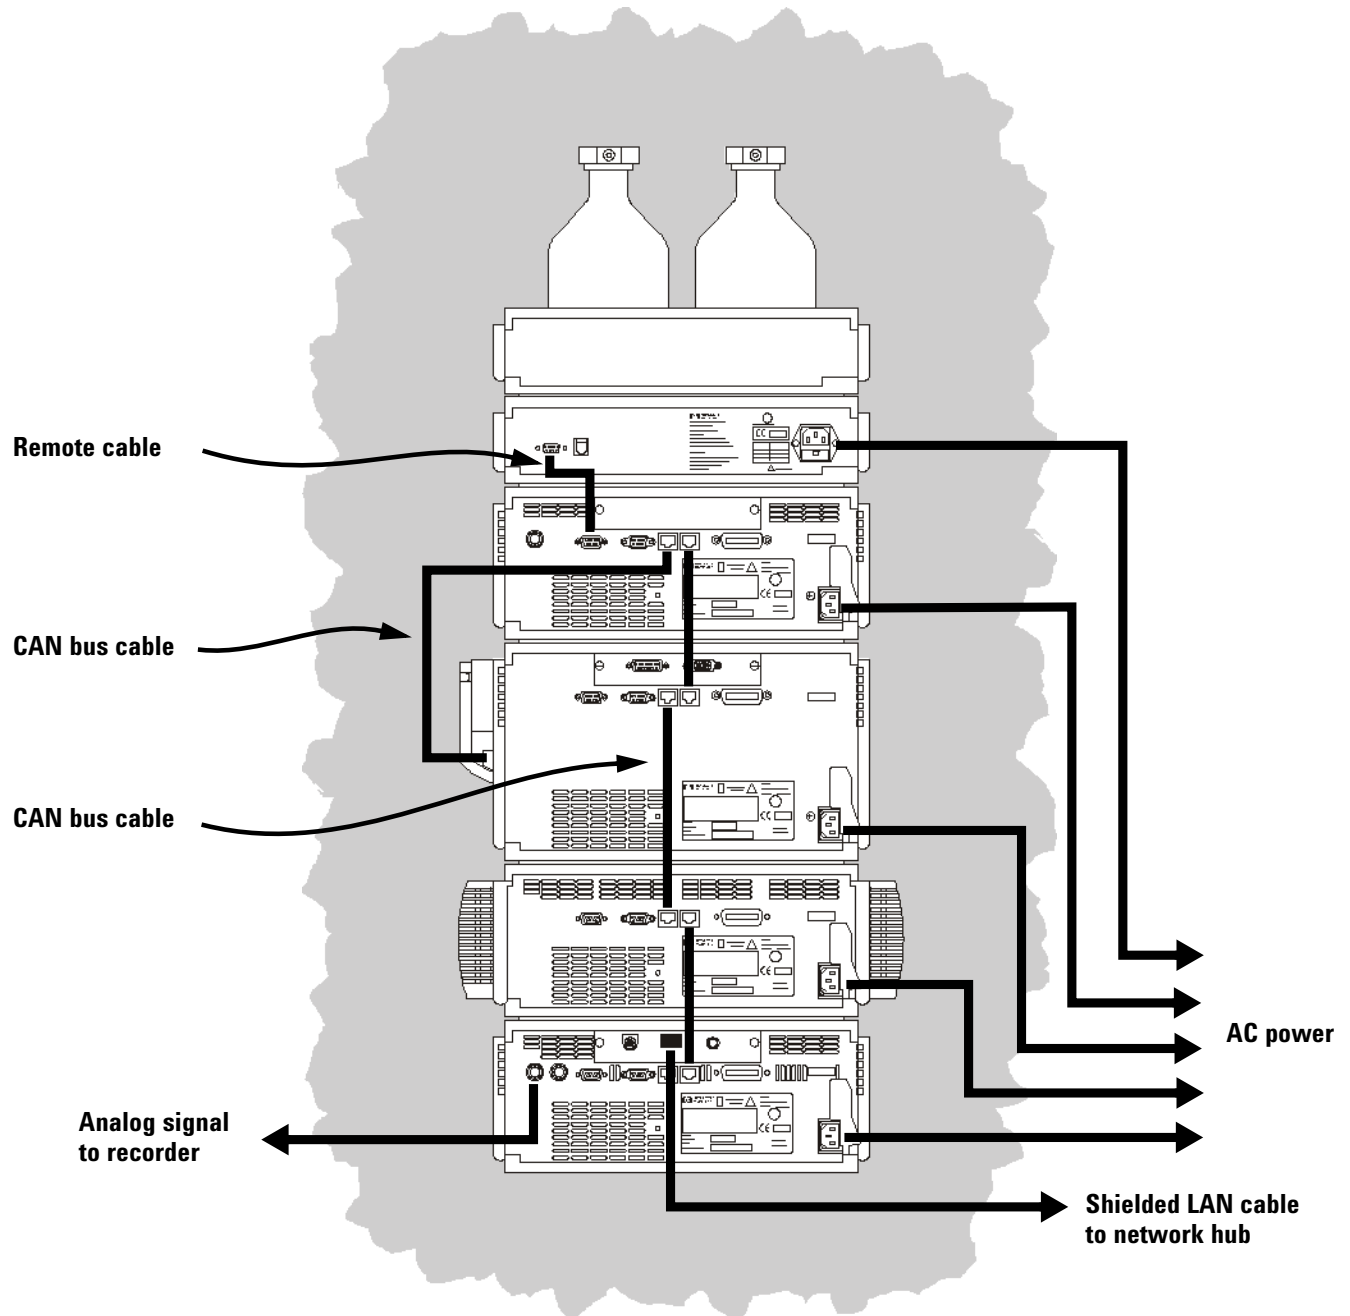 Remote cable
CAN bus cable
CAN bus cable
AC power
Analog signal
to recorder
Shielded LAN cable
to network hub